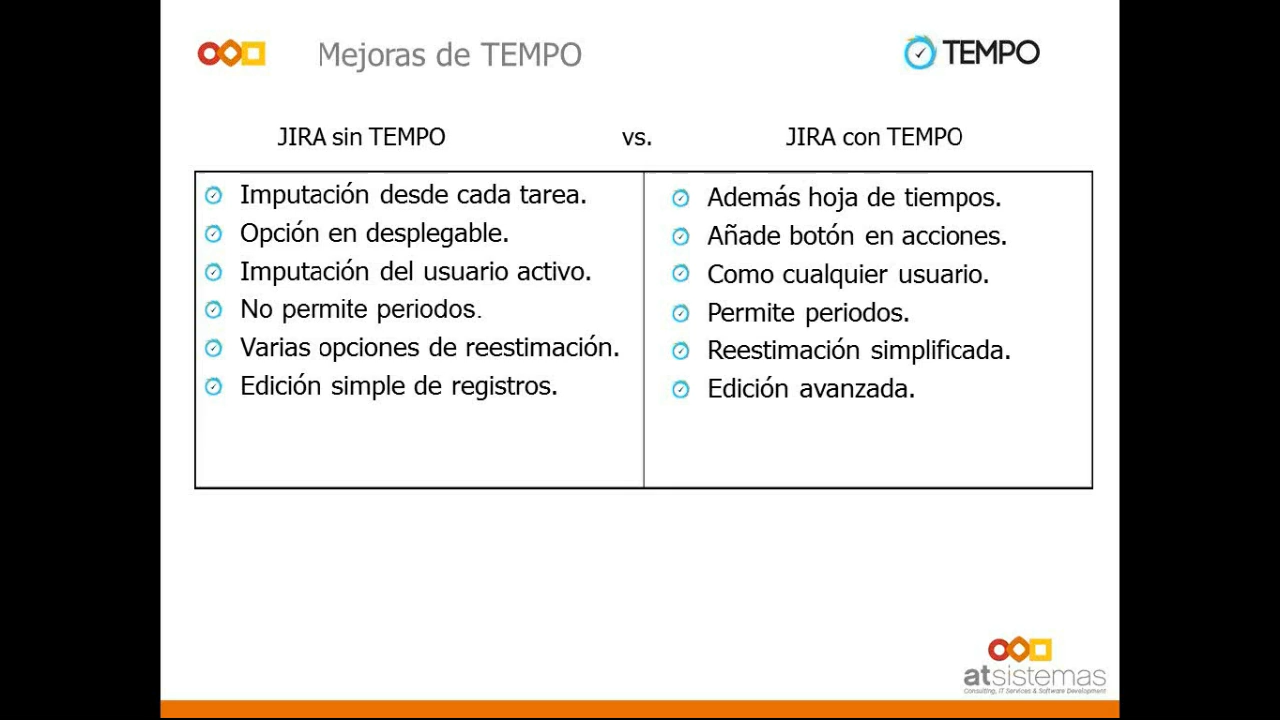 Mejoras de TEMPO
TEMPO
JIRA sin TEMPO vs. JIRA con TEMPO
Imputación desde cada tarea.
Opción en desplegable.
Imputación del usuario activo.
No permite periodos.
Varias opciones de reestimación.
Edición simple de registros.
Además hoja de tiempos.
Añade botón en acciones.
Como cualquier usuario.
Permite periodos.
Reestimación simplificada.
Edición avanzada.
atsistemas
Consulting, IT Services & Software Development